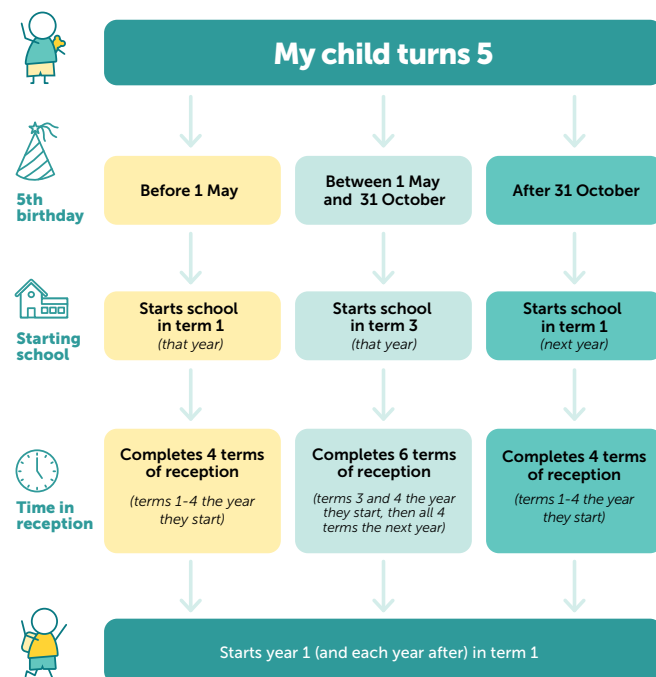 My child turns 5
5th
birthday
Before 1 May
Between 1 May
and 31 October
After 31 October
Starting
school
Starts school
in term 1
(that year)
Starts school
in term 3
(that year)
Starts school
in term 1
(next year)
Time in
reception
Completes 4 terms
of reception
(terms 1-4 the year
they start)
Completes 6 terms
of reception
(terms 3 and 4 the year
they start, then all 4
terms the next year)
Completes 4 terms
of reception
(terms 1-4 the year
they start)
Starts year 1 (and each year after) in term 1